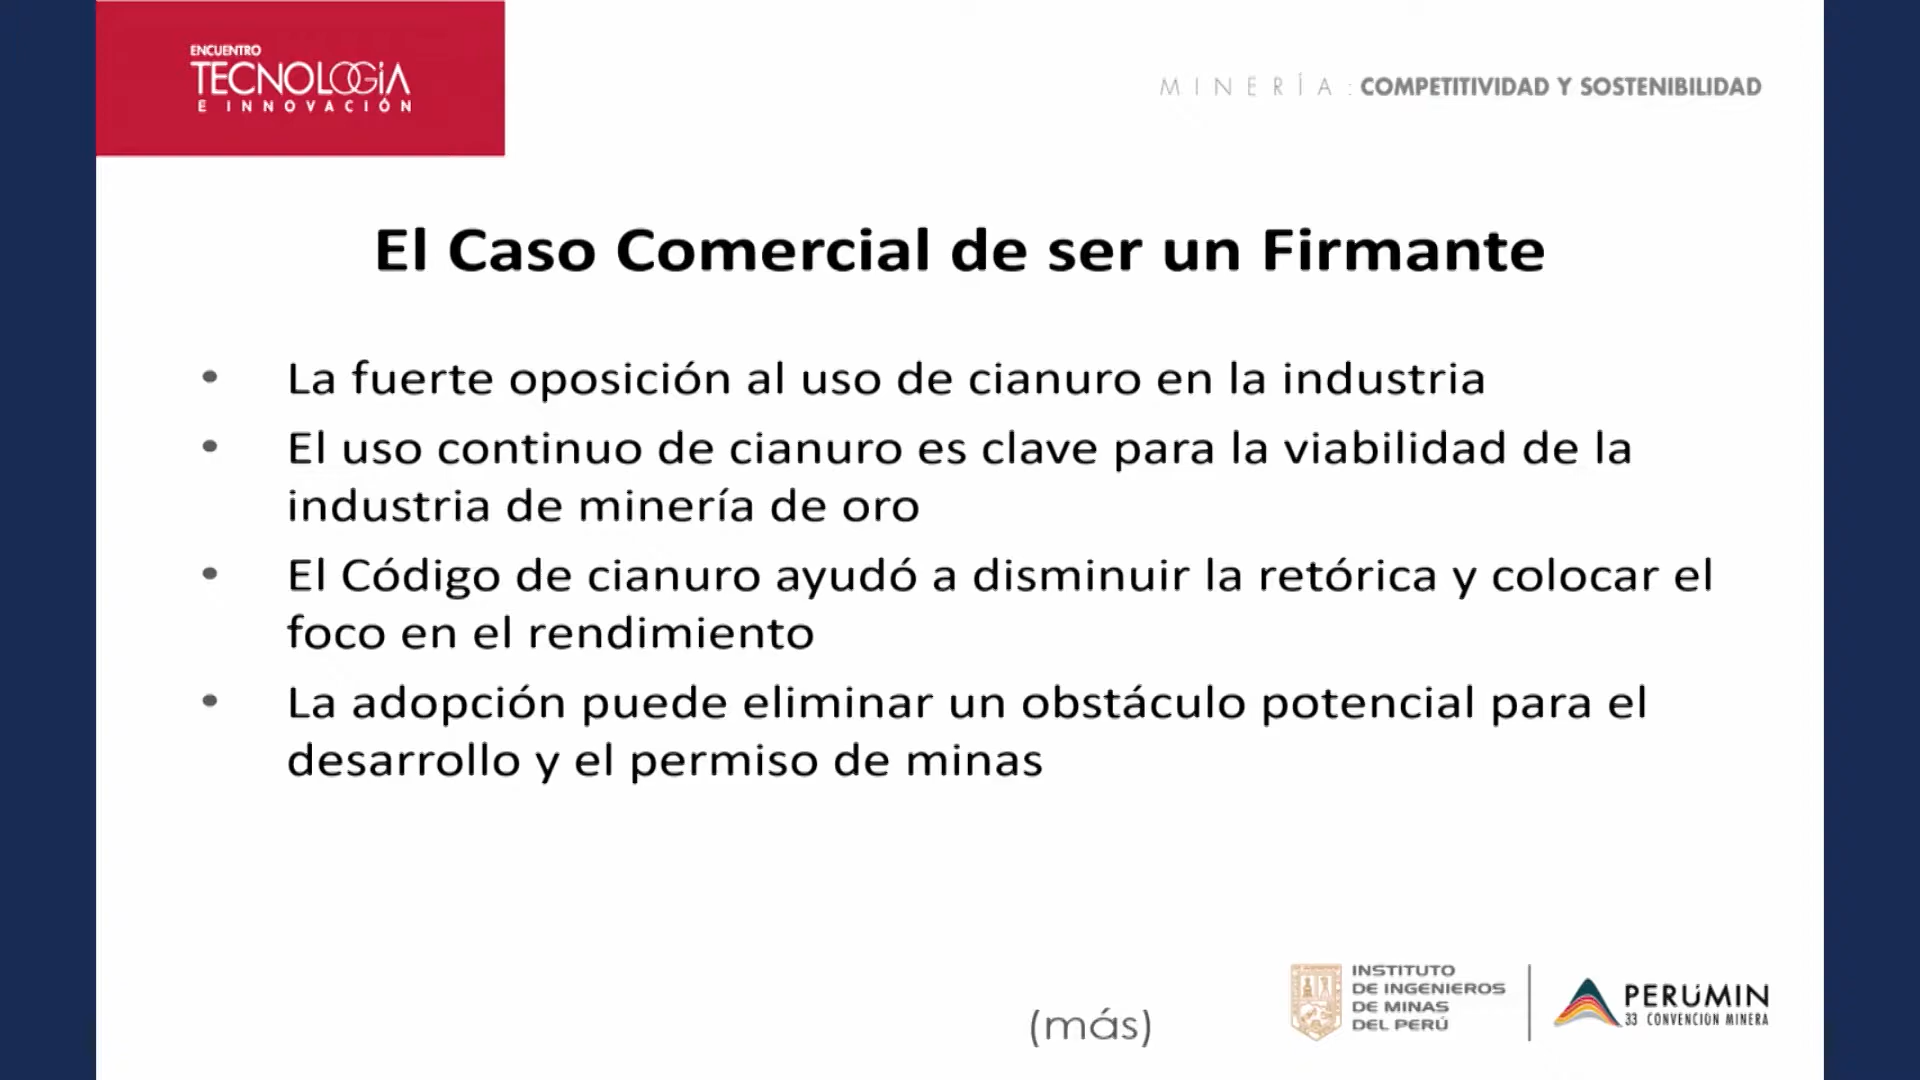 ENCUENTRO
TECNOLOGÍA
E INNOVACIÓN
MINERÍA: COMPETITIVIDAD Y SOSTENIBILIDAD
El Caso Comercial de ser un Firmante
• La fuerte oposición al uso de cianuro en la industria
• El uso continuo de cianuro es clave para la viabilidad de la
industria de minería de oro
• El Código de cianuro ayudó a disminuir la retórica y colocar el
foco en el rendimiento
• La adopción puede eliminar un obstáculo potencial para el
desarrollo y el permiso de minas
(más)
INSTITUTO
DE INGENIEROS
DE MINAS
DEL PERÚ
PERÚMIN
33 CONVENCIÓN MINERA